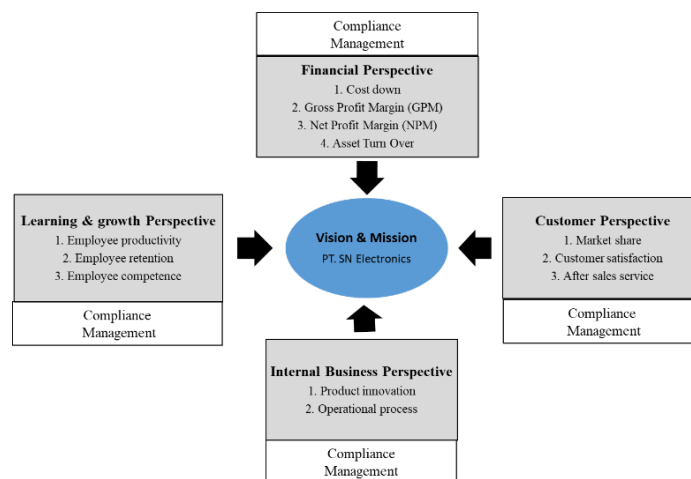 Compliance
Management
Financial Perspective
1. Cost down
2. Gross Profit Margin (GPM)
3. Net Profit Margin (NPM)
4. Asset Turn Over
Learning & growth Perspective
1. Employee productivity
2. Employee retention
3. Employee competence
Compliance
Management
Vision & Mission
PT. SN Electronics
Customer Perspective
1. Market share
2. Customer satisfaction
3. After sales service
Compliance
Management
Internal Business Perspective
1. Product innovation
2. Operational process
Compliance
Management